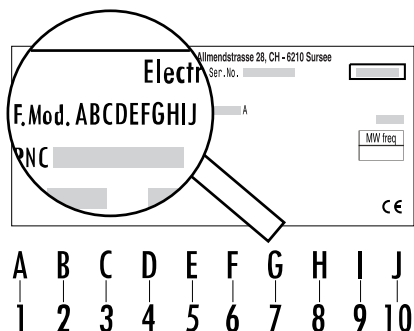 Allmendstrasse 28, CH - 6210 Sursee
Electr Ser.No.
F.Mod. ABCDEFGHIJ
A
PNC
MW freq
CE
A B C D E F G H I J
1 2 3 4 5 6 7 8 9 10